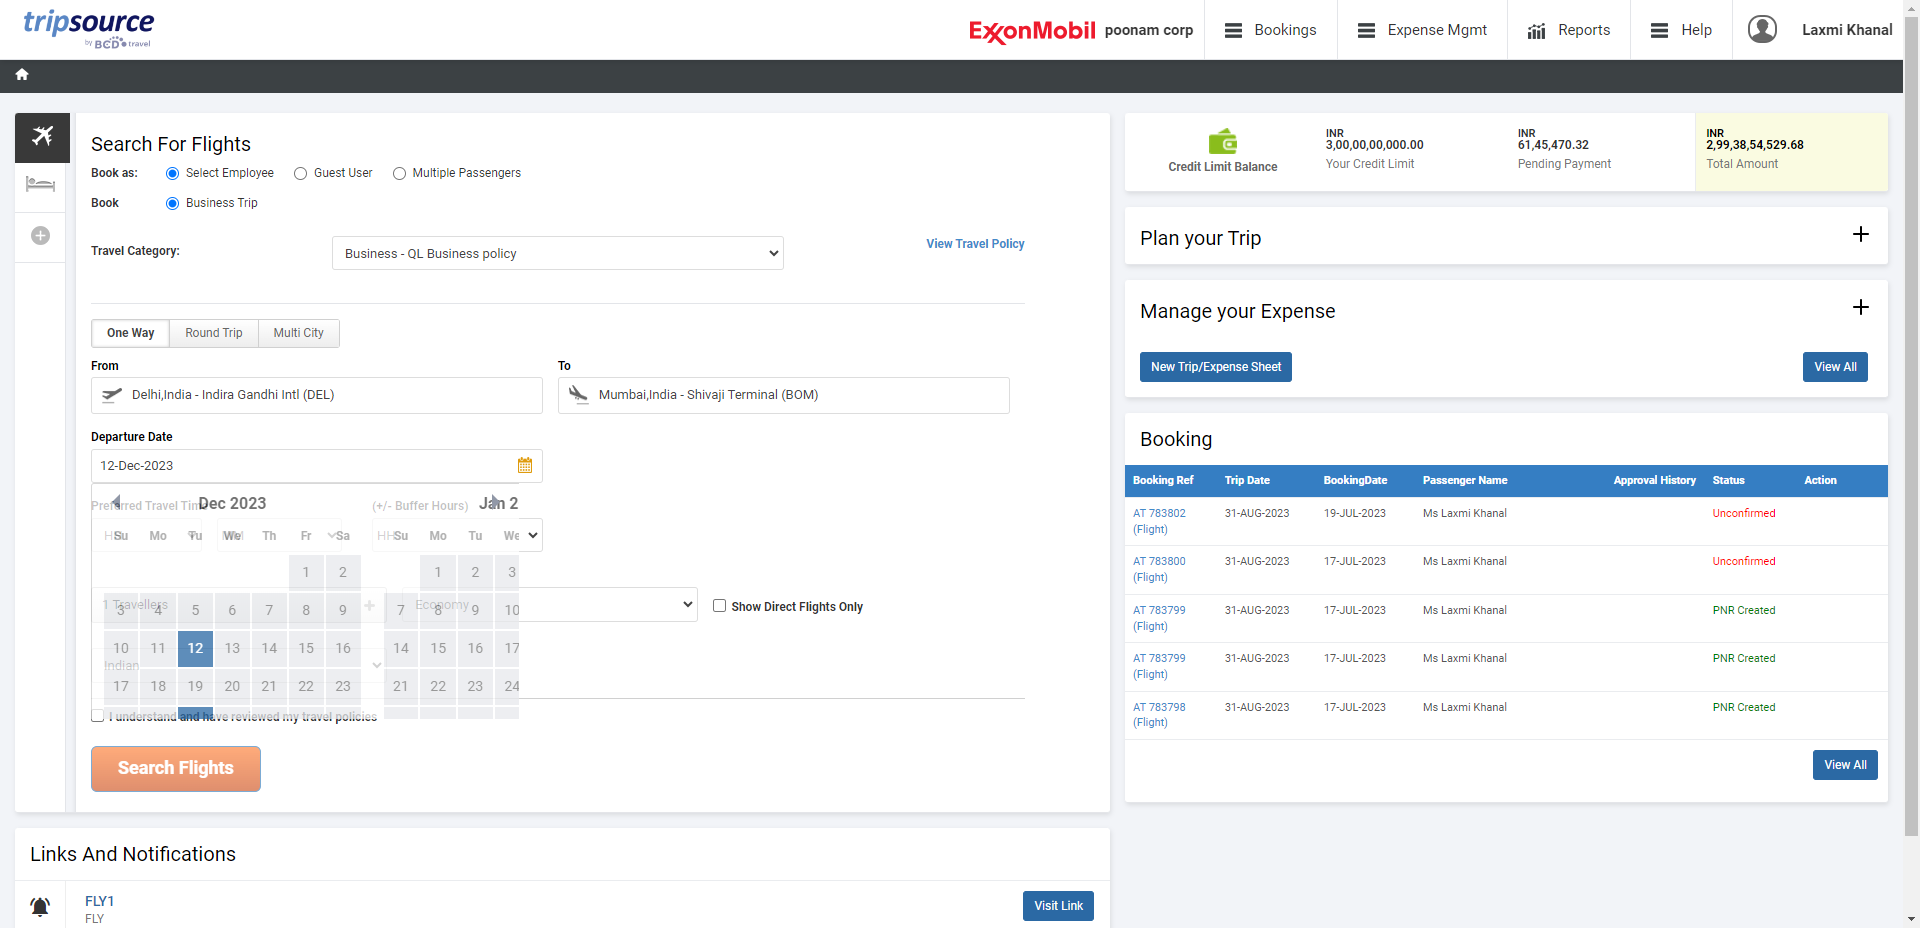 tripsource
by BCD travel
ExxonMobil poonam corp
Bookings
Expense Mgmt
Reports
Help
Laxmi Khanal
Search For Flights
Book as: Select Employee Guest User Multiple Passengers
Book Business Trip
Travel Category: Business - QL Business policy View Travel Policy
One Way Round Trip Multi City
From To
Delhi,India - Indira Gandhi Intl (DEL) Mumbai,India - Shivaji Terminal (BOM)
Departure Date
12-Dec-2023
Preferred Travel Time (+/- Buffer Hours)
Dec 2023 Jan 2
HH MM HH
Su Mo Tu We Th Fr Sa Su Mo Tu We
1 2 1 2 3
1 Travellers Economy Show Direct Flights Only
3 4 5 6 7 8 9 7 8 9 10
10 11 12 13 14 15 16 14 15 16 17
Indian
17 18 19 20 21 22 23 21 22 23 24
I understand and have reviewed my travel policies
Search Flights
Credit Limit Balance
INR
3,00,00,00,000.00
Your Credit Limit
INR
61,45,470.32
Pending Payment
INR
2,99,38,54,529.68
Total Amount
Plan your Trip
Manage your Expense
New Trip/Expense Sheet View All
Booking
Booking Ref Trip Date BookingDate Passenger Name Approval History Status Action
AT 783802 31-AUG-2023 19-JUL-2023 Ms Laxmi Khanal Unconfirmed
(Flight)
AT 783800 31-AUG-2023 17-JUL-2023 Ms Laxmi Khanal Unconfirmed
(Flight)
AT 783799 31-AUG-2023 17-JUL-2023 Ms Laxmi Khanal PNR Created
(Flight)
AT 783799 31-AUG-2023 17-JUL-2023 Ms Laxmi Khanal PNR Created
(Flight)
AT 783798 31-AUG-2023 17-JUL-2023 Ms Laxmi Khanal PNR Created
(Flight)
View All
Links And Notifications
FLY1
FLY
Visit Link